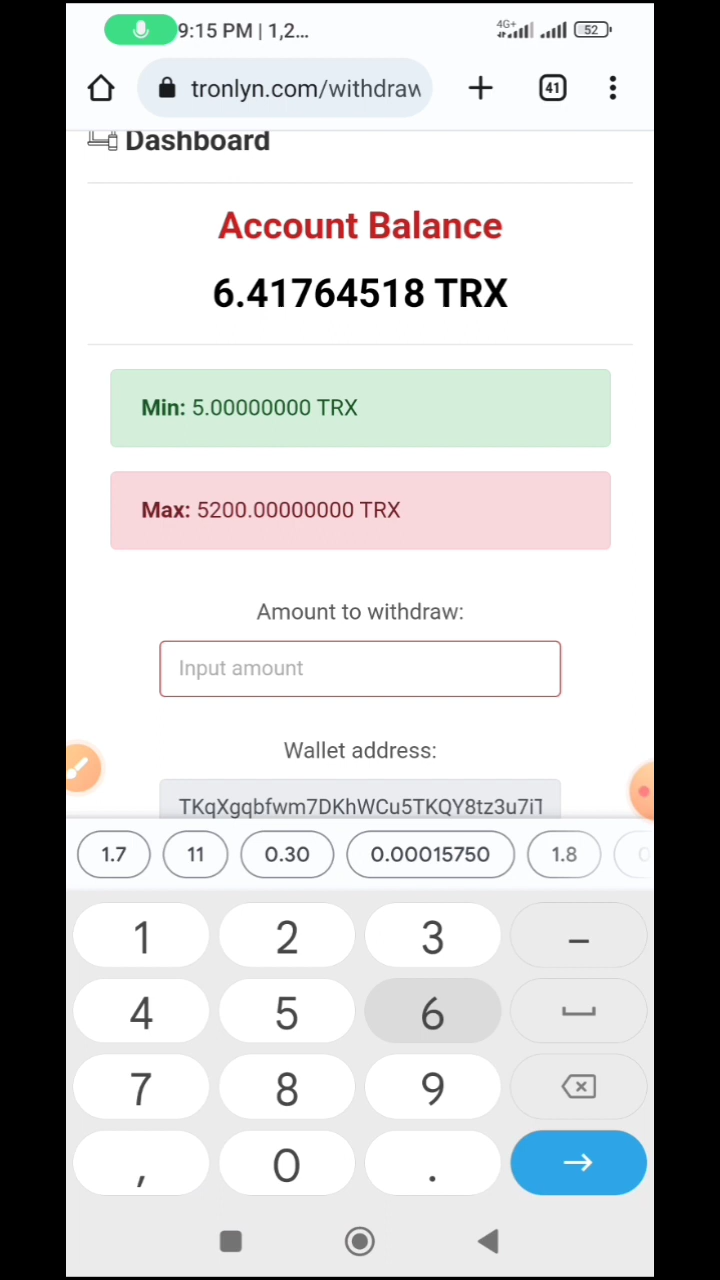 9:15 PM | 1,2... 4G+ 52
tronlyn.com/withdraw 41
Dashboard
Account Balance
6.41764518 TRX
Min: 5.00000000 TRX
Max: 5200.00000000 TRX
Amount to withdraw:
Input amount
Wallet address:
TKqXgqbfwm7DKhWCu5TKQY8tz3u7iT
1.7 11 0.30 0.00015750 1.8 0
1 2 3 –
4 5 6
7 8 9
, 0 .